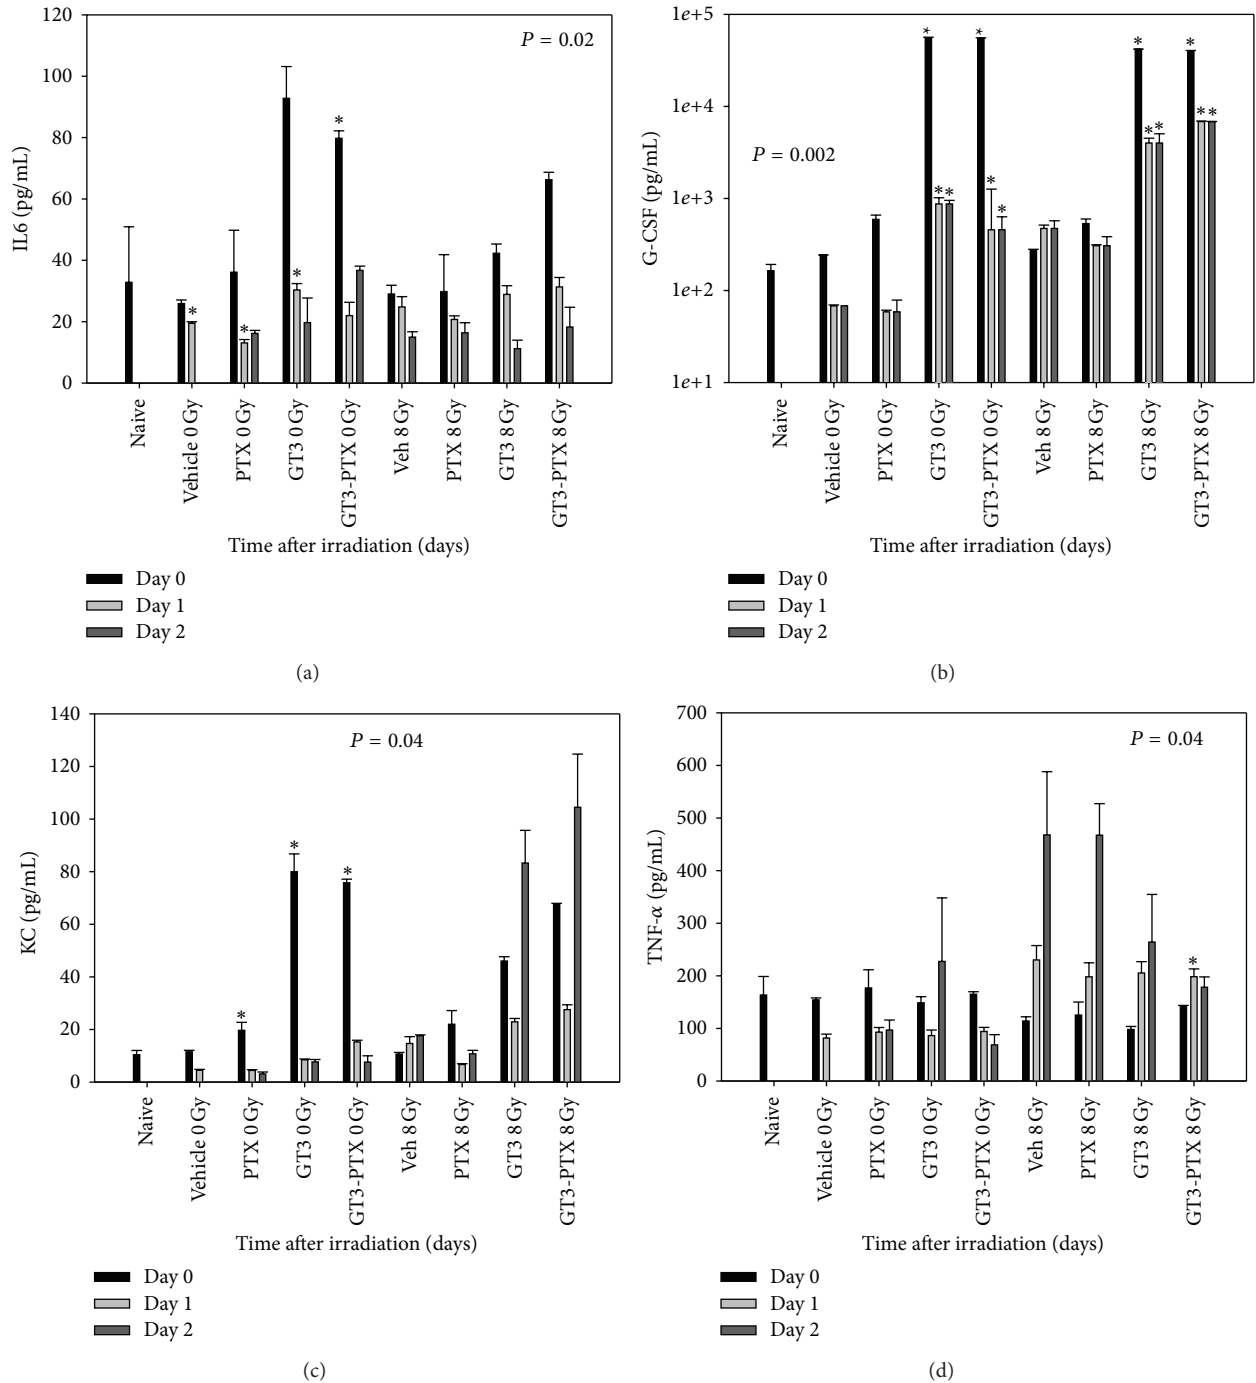 P = 0.02
IL6 (pg/mL)
120
100
80
60
40
20
0
*
*
*
*
Naive
Vehicle 0 Gy
PTX 0 Gy
GT3 0 Gy
GT3-PTX 0 Gy
Veh 8 Gy
PTX 8 Gy
GT3 8 Gy
GT3-PTX 8 Gy
Time after irradiation (days)
Day 0
Day 1
Day 2
(a)
P = 0.002
G-CSF (pg/mL)
1e+5
1e+4
1e+3
1e+2
1e+1
* * * *
* * * *
* * * *
Naive
Vehicle 0 Gy
PTX 0 Gy
GT3 0 Gy
GT3-PTX 0 Gy
Veh 8 Gy
PTX 8 Gy
GT3 8 Gy
GT3-PTX 8 Gy
Time after irradiation (days)
Day 0
Day 1
Day 2
(b)
P = 0.04
KC (pg/mL)
140
120
100
80
60
40
20
0
*
*
*
Naive
Vehicle 0 Gy
PTX 0 Gy
GT3 0 Gy
GT3-PTX 0 Gy
Veh 8 Gy
PTX 8 Gy
GT3 8 Gy
GT3-PTX 8 Gy
Time after irradiation (days)
Day 0
Day 1
Day 2
(c)
P = 0.04
TNF-α (pg/mL)
700
600
500
400
300
200
100
0
*
Naive
Vehicle 0 Gy
PTX 0 Gy
GT3 0 Gy
GT3-PTX 0 Gy
Veh 8 Gy
PTX 8 Gy
GT3 8 Gy
GT3-PTX 8 Gy
Time after irradiation (days)
Day 0
Day 1
Day 2
(d)